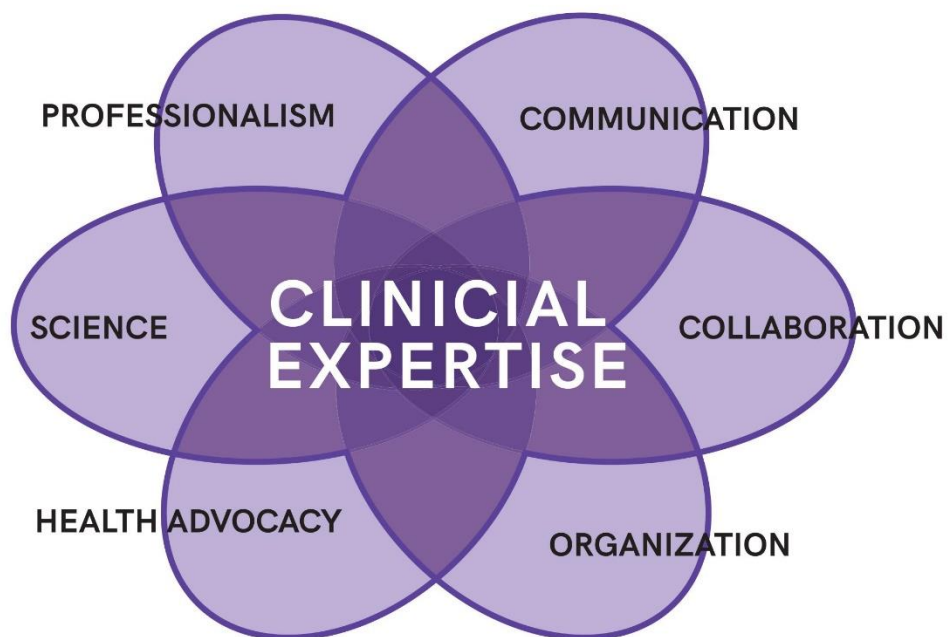 PROFESSIONALISM
COMMUNICATION
SCIENCE
CLINICIAL
EXPERTISE
COLLABORATION
HEALTH ADVOCACY
ORGANIZATION